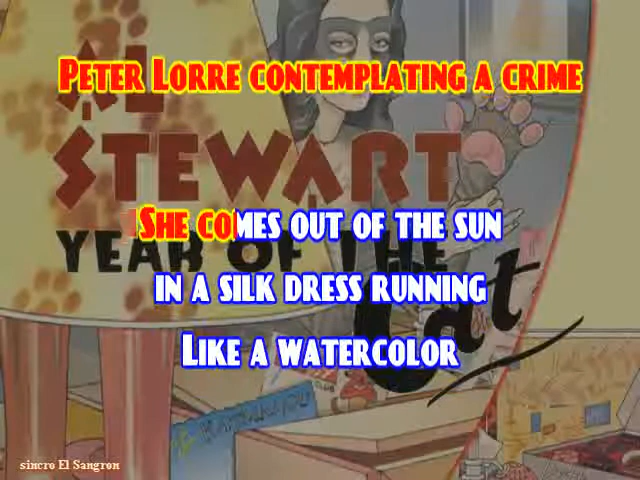 Peter Lorre contemplating a crime
AL
STEWART
She comes out of the sun
YEAR OF THE
Cat
in a silk dress running
Like a watercolor
sincro El Sangron